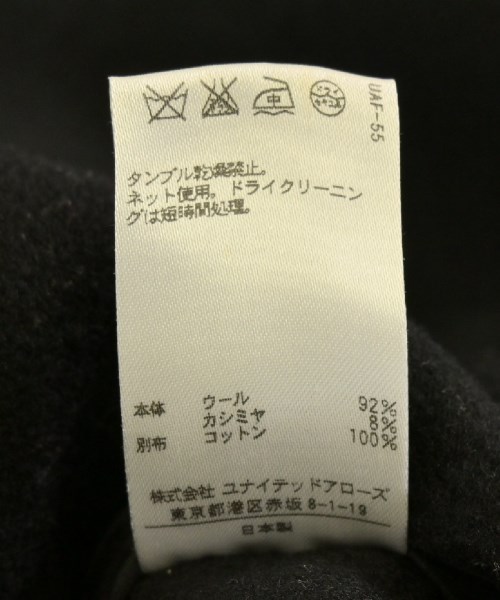 UAF-55
中
タンブル乾燥禁止。
ネット使用。ドライクリーニン
グは短時間処理。
本体 ウール 92%
カシミヤ 8%
別布 コットン 100%
株式会社 ユナイテッドアローズ
東京都港区赤坂8-1-19
日本製